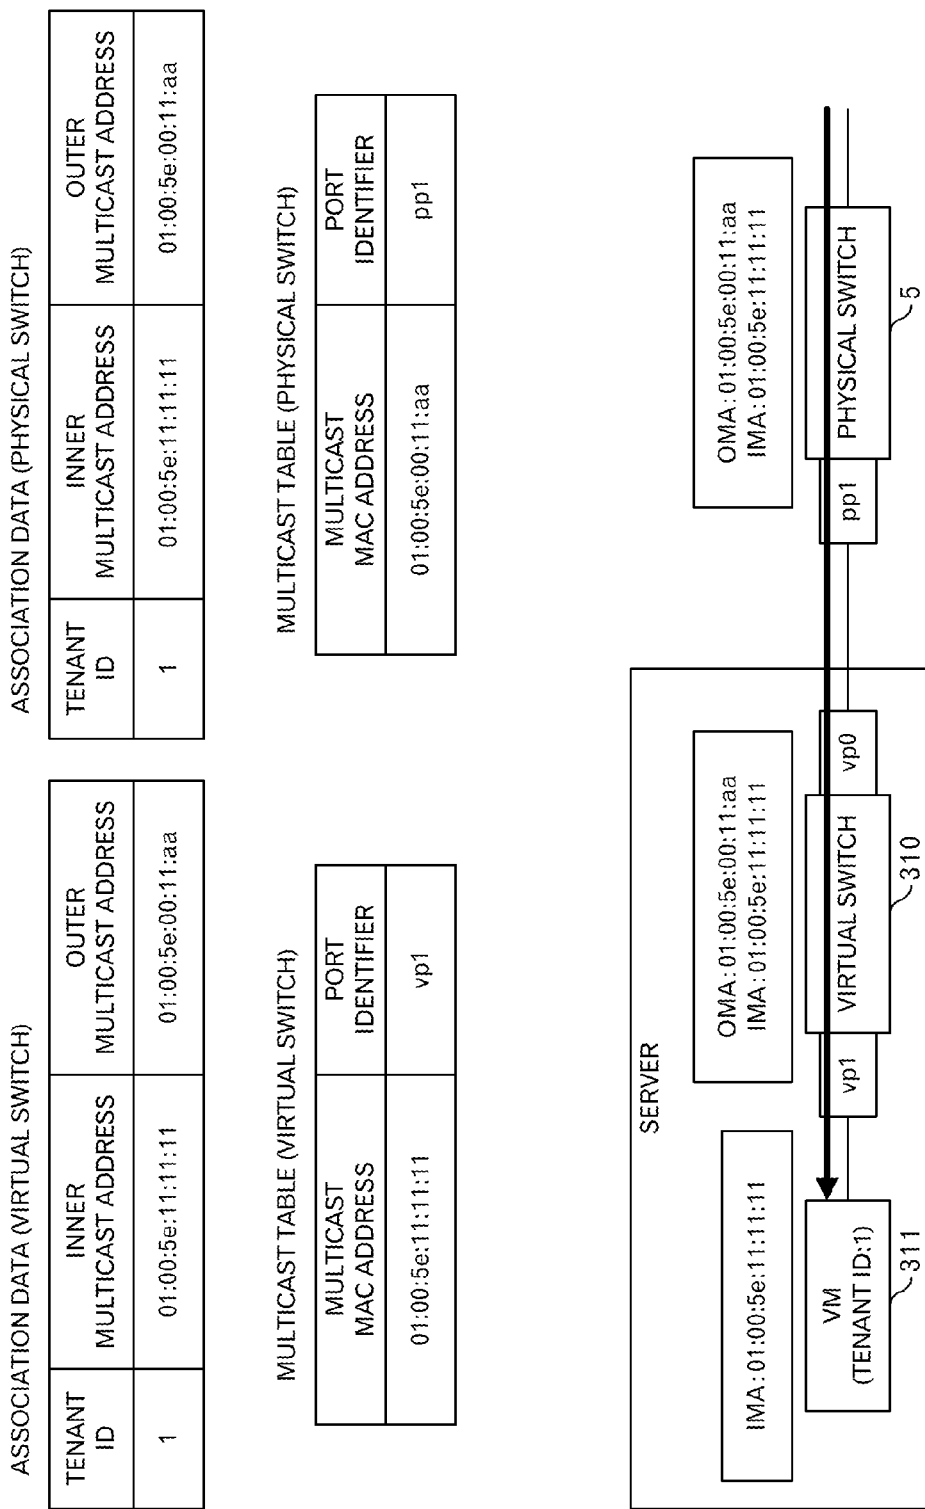 ASSOCIATION DATA (VIRTUAL SWITCH)
TENANT
ID
INNER
MULTICAST ADDRESS
OUTER
MULTICAST ADDRESS
1
01:00:5e:11:11:11
01:00:5e:00:11:aa
ASSOCIATION DATA (PHYSICAL SWITCH)
TENANT
ID
INNER
MULTICAST ADDRESS
OUTER
MULTICAST ADDRESS
1
01:00:5e:11:11:11
01:00:5e:00:11:aa
MULTICAST TABLE (VIRTUAL SWITCH)
MULTICAST
MAC ADDRESS
PORT
IDENTIFIER
01:00:5e:11:11:11
vp1
MULTICAST TABLE (PHYSICAL SWITCH)
MULTICAST
MAC ADDRESS
PORT
IDENTIFIER
01:00:5e:00:11:aa
pp1
SERVER
IMA:01:00:5e:11:11:11
OMA:01:00:5e:00:11:aa
IMA:01:00:5e:11:11:11
OMA:01:00:5e:00:11:aa
IMA:01:00:5e:11:11:11
VM
(TENANT ID:1)
311
vp1
VIRTUAL SWITCH
310
vp0
pp1
PHYSICAL SWITCH
5